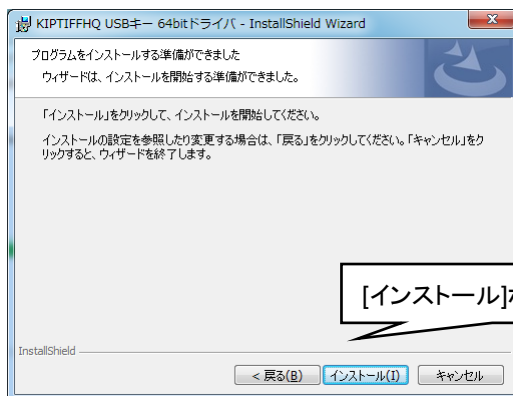 KIPTIFFHQ USBキー 64bitドライバ - InstallShield Wizard
プログラムをインストールする準備ができました
ウィザードは、インストールを開始する準備ができました。
「インストール」をクリックして、インストールを開始してください。
インストールの設定を参照したり変更する場合は、「戻る」をクリックしてください。「キャンセル」をク
リックすると、ウィザードを終了します。
[インストール]
InstallShield
< 戻る(B)
インストール(I)
キャンセル